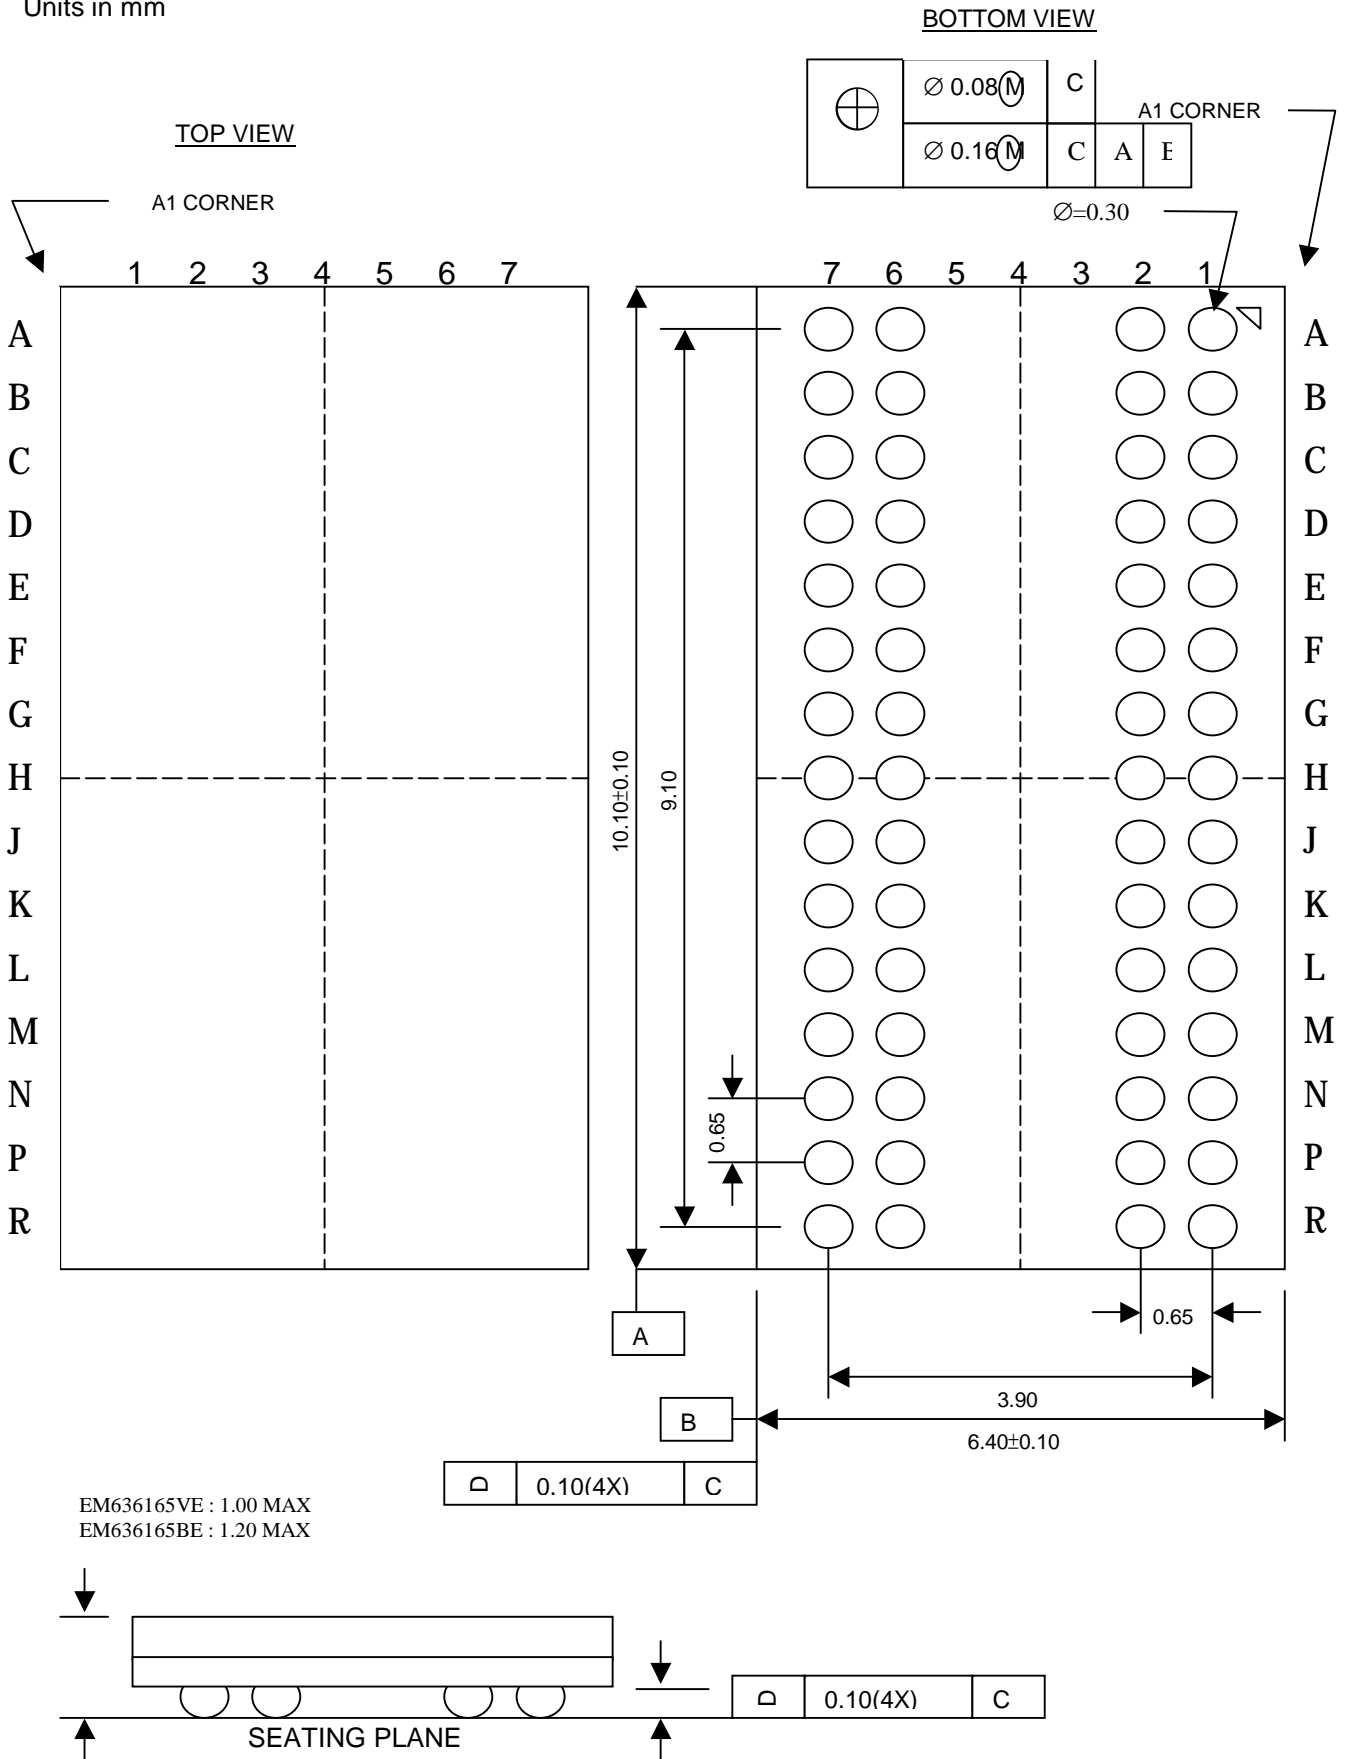 Units in mm
BOTTOM VIEW
∅ 0.08 Ⓜ C
A1 CORNER
TOP VIEW
∅ 0.16 Ⓜ C A
A1 CORNER
∅=0.30
1 2 3 4 5 6 7
7 6 5 4 3 2 1
A A
B B
C C
D D
E E
F F
G G
H H
J J
K K
L L
M M
N N
P P
R R
10.10±0.10
9.10
0.65
0.65
A
3.90
B
6.40±0.10
D 0.10(4X) C
EM636165VE : 1.00 MAX
EM636165BE : 1.20 MAX
D 0.10(4X) C
SEATING PLANE